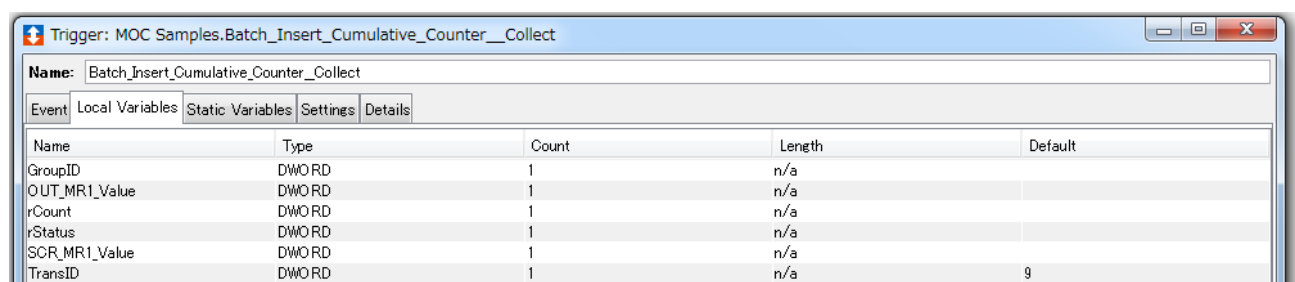 Trigger: MOC Samples.Batch_Insert_Cumulative_Counter__Collect
Name: Batch_Insert_Cumulative_Counter__Collect
Event Local Variables Static Variables Settings Details
Name Type Count Length Default
GroupID DWORD 1 n/a
OUT_MR1_Value DWORD 1 n/a
rCount DWORD 1 n/a
rStatus DWORD 1 n/a
SCR_MR1_Value DWORD 1 n/a
TransID DWORD 1 n/a 9